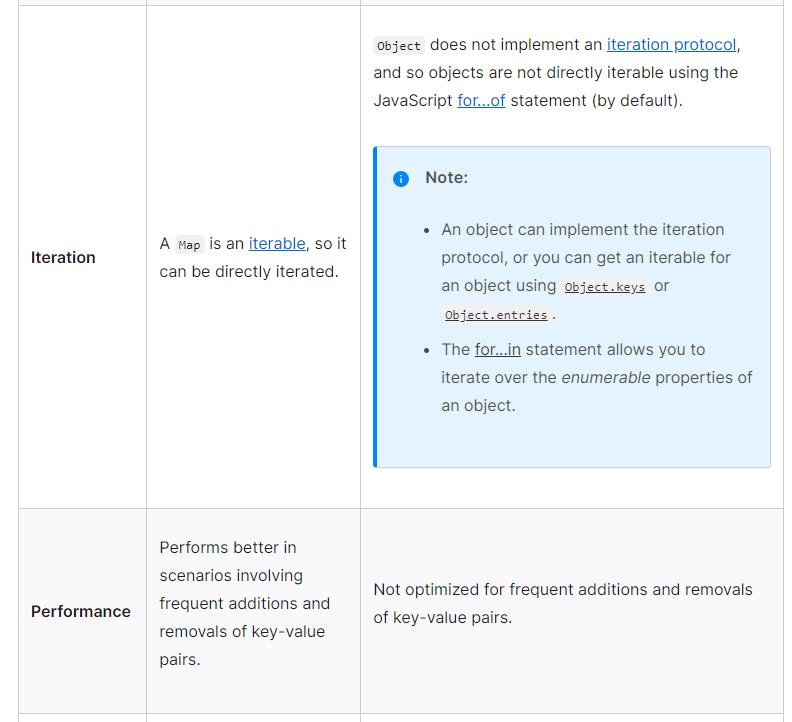 Iteration
A Map is an iterable, so it
can be directly iterated.
Object does not implement an iteration protocol,
and so objects are not directly iterable using the
JavaScript for...of statement (by default).
Note:
• An object can implement the iteration
protocol, or you can get an iterable for
an object using Object.keys or
Object.entries.
• The for...in statement allows you to
iterate over the enumerable properties of
an object.
Performance
Performs better in
scenarios involving
frequent additions and
removals of key-value
pairs.
Not optimized for frequent additions and removals
of key-value pairs.